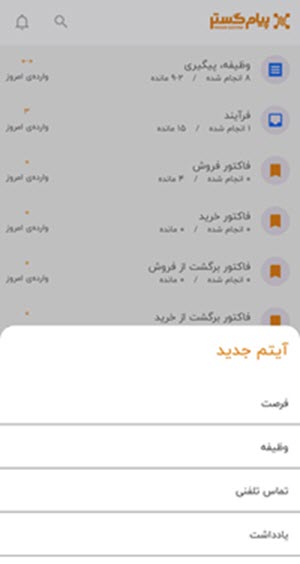 پیام گستر
وظیفه، پیگیری
۸ انجام شده / ۹۰۲ مانده
وارده‌ی امروز
فرآیند
۱ انجام شده / ۱۵ مانده
۳
وارده‌ی امروز
فاکتور فروش
۰ انجام شده / ۴ مانده
۰
وارده‌ی امروز
فاکتور خرید
۰ انجام شده / ۰ مانده
۰
وارده‌ی امروز
فاکتور برگشت از فروش
۰ انجام شده / ۰ مانده
۰
وارده‌ی امروز
فاکتور برگشت از خرید
۰
آیتم جدید
فرصت
وظیفه
تماس تلفنی
یادداشت